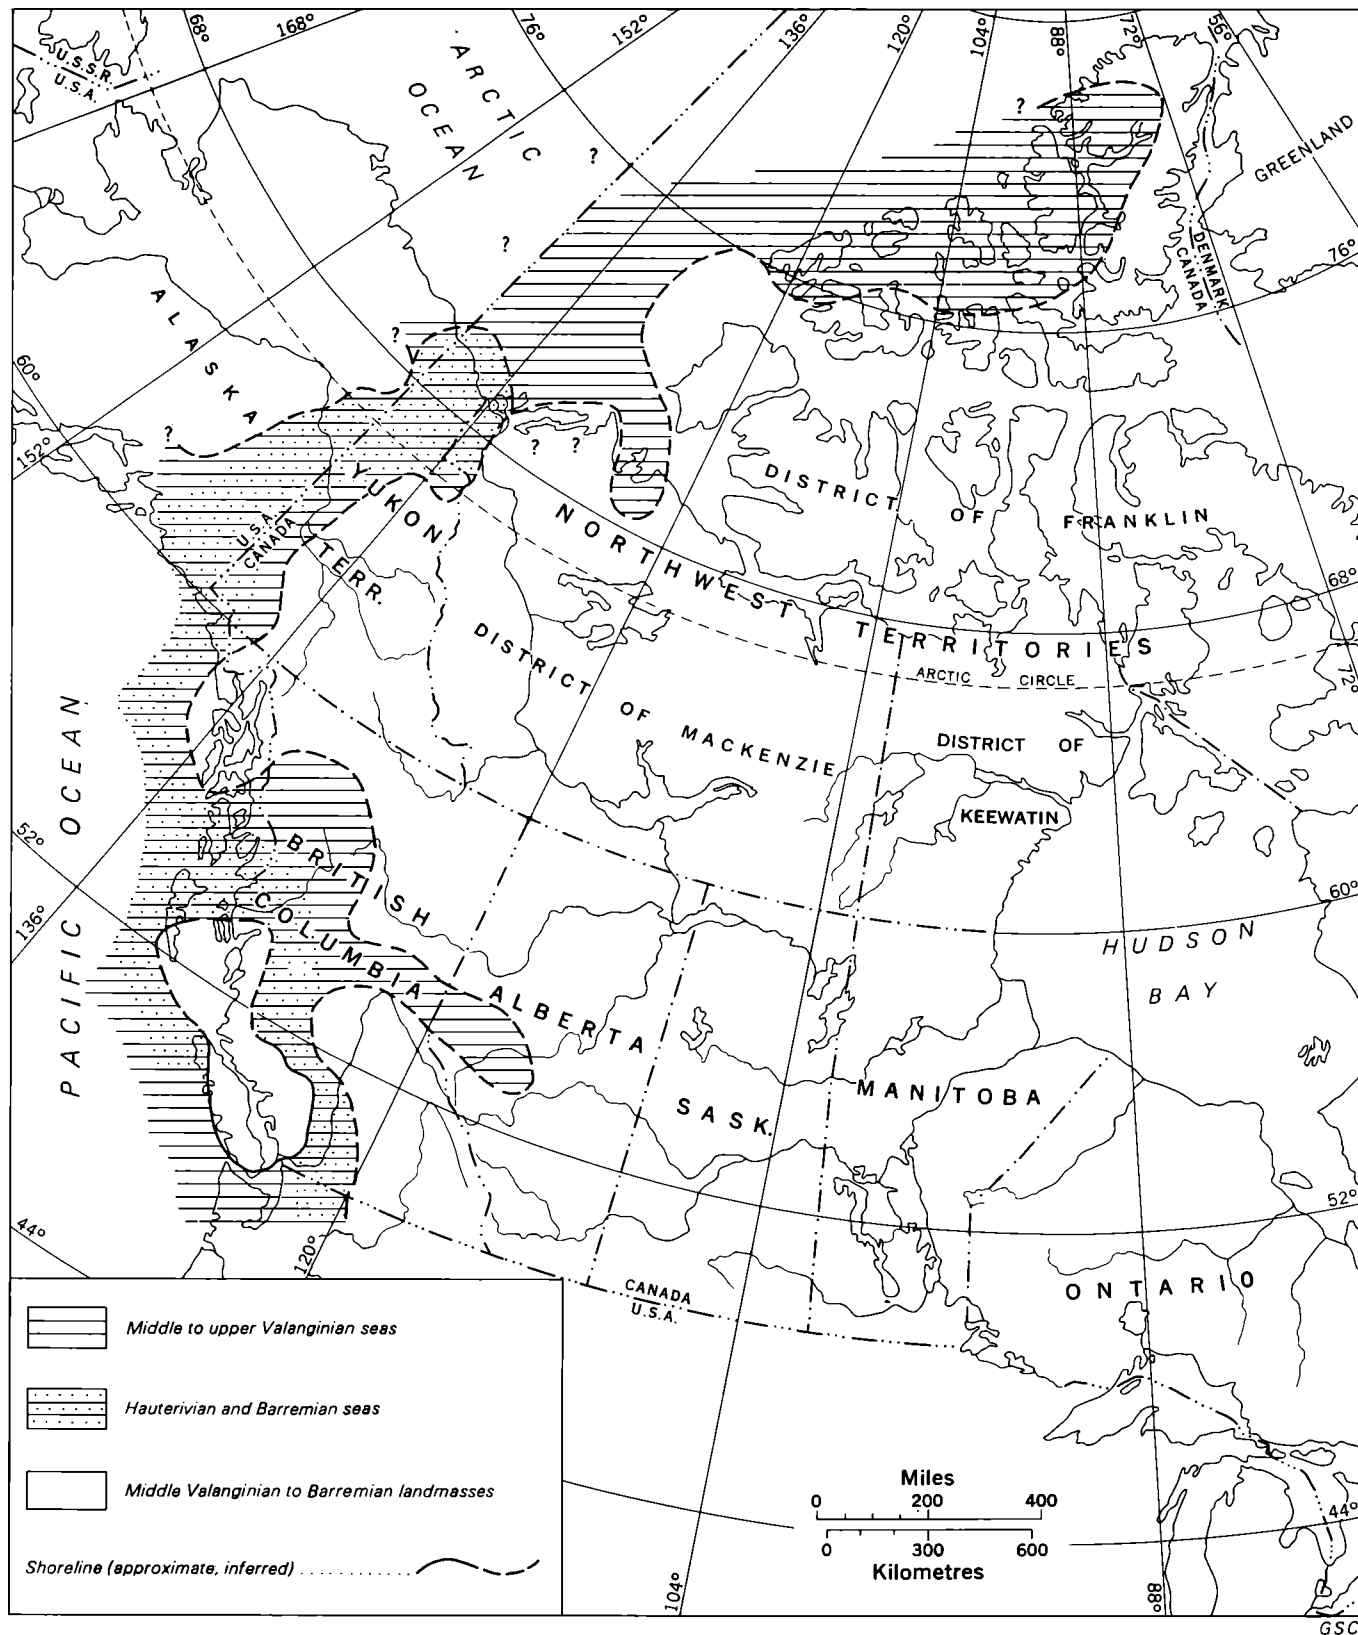 68°
168°
76°
152°
136°
120°
104°
88°
72°
56°
U.S.S.R.
U.S.A.
ARCTIC
OCEAN
GREENLAND
?
?
?
?
DENMARK
CANADA
76°
ALASKA
60°
152°
?
?
?
YUKON
TERR.
U.S.A.
CANADA
NORTHWEST TERRITORIES
DISTRICT OF FRANKLIN
68°
ARCTIC CIRCLE
72°
DISTRICT OF MACKENZIE
DISTRICT OF
KEEWATIN
PACIFIC OCEAN
52°
136°
BRITISH
COLUMBIA
60°
HUDSON
BAY
ALBERTA
SASK.
MANITOBA
52°
44°
120°
CANADA
U.S.A.
ONTARIO
Middle to upper Valanginian seas
Hauterivian and Barremian seas
Middle Valanginian to Barremian landmasses
Shoreline (approximate, inferred) ............
Miles
0 200 400
0 300 600
Kilometres
44°
104°
88°
GSC